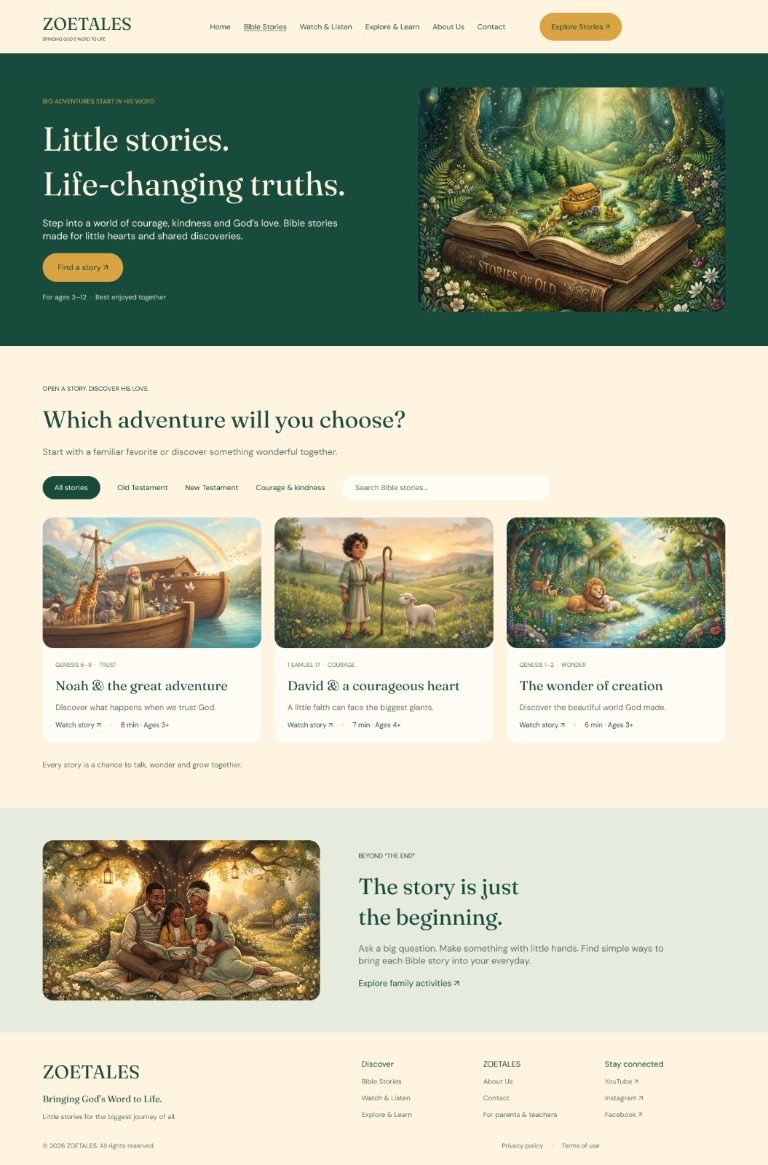 ZOETALES
BRINGING GOD'S WORD TO LIFE
Home Bible Stories Watch & Listen Explore & Learn About Us Contact Explore Stories ↗
BIG ADVENTURES START IN HIS WORD
Little stories.
Life-changing truths.
Step into a world of courage, kindness and God's love. Bible stories
made for little hearts and shared discoveries.
Find a story ↗
For ages 3–12 · Best enjoyed together
STORIES OF OLD
OPEN A STORY. DISCOVER HIS LOVE.
Which adventure will you choose?
Start with a familiar favorite or discover something wonderful together.
All stories Old Testament New Testament Courage & kindness Search Bible stories...
GENESIS 6–9 · TRUST
Noah & the great adventure
Discover what happens when we trust God.
Watch story ↗ · 8 min · Ages 3+
1 SAMUEL 17 · COURAGE
David & a courageous heart
A little faith can face the biggest giants.
Watch story ↗ · 7 min · Ages 4+
GENESIS 1–2 · WONDER
The wonder of creation
Discover the beautiful world God made.
Watch story ↗ · 6 min · Ages 3+
Every story is a chance to talk, wonder and grow together.
BEYOND "THE END"
The story is just
the beginning.
Ask a big question. Make something with little hands. Find simple ways to
bring each Bible story into your everyday.
Explore family activities ↗
ZOETALES
Bringing God's Word to Life.
Little stories for the biggest journey of all.
Discover
Bible Stories
Watch & Listen
Explore & Learn
ZOETALES
About Us
Contact
For parents & teachers
Stay connected
YouTube ↗
Instagram ↗
Facebook ↗
© 2026 ZOETALES. All rights reserved.
Privacy policy · Terms of use